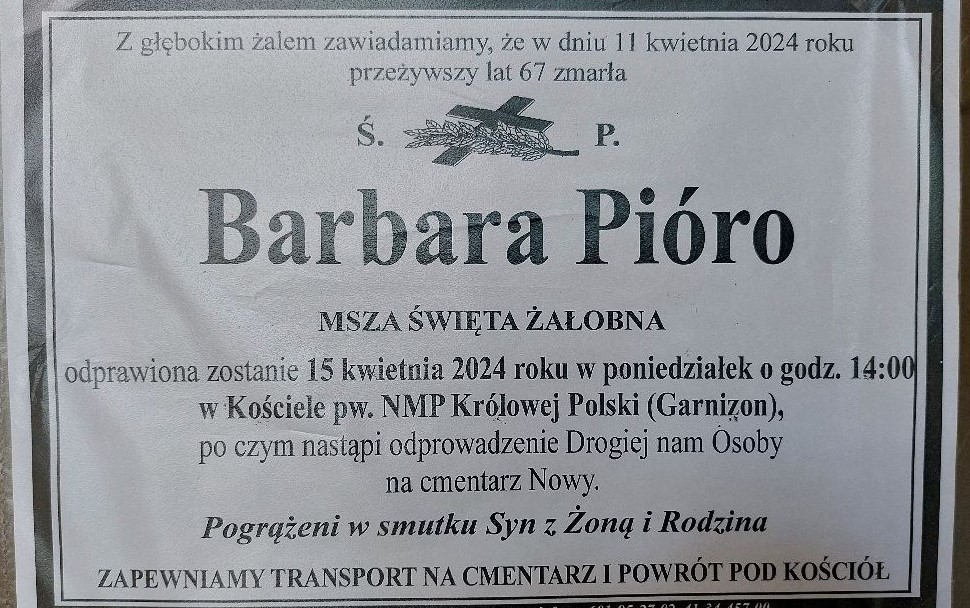 Z głębokim żalem zawiadamiamy, że w dniu 11 kwietnia 2024 roku
przeżywszy lat 67 zmarła
Ś. P.
Barbara Pióro
MSZA ŚWIĘTA ŻAŁOBNA
odprawiona zostanie 15 kwietnia 2024 roku w poniedziałek o godz. 14:00
w Kościele pw. NMP Królowej Polski (Garnizon),
po czym nastąpi odprowadzenie Drogiej nam Osoby
na cmentarz Nowy.
Pogrążeni w smutku Syn z Żoną i Rodzina
ZAPEWNIAMY TRANSPORT NA CMENTARZ I POWRÓT POD KOŚCIÓŁ